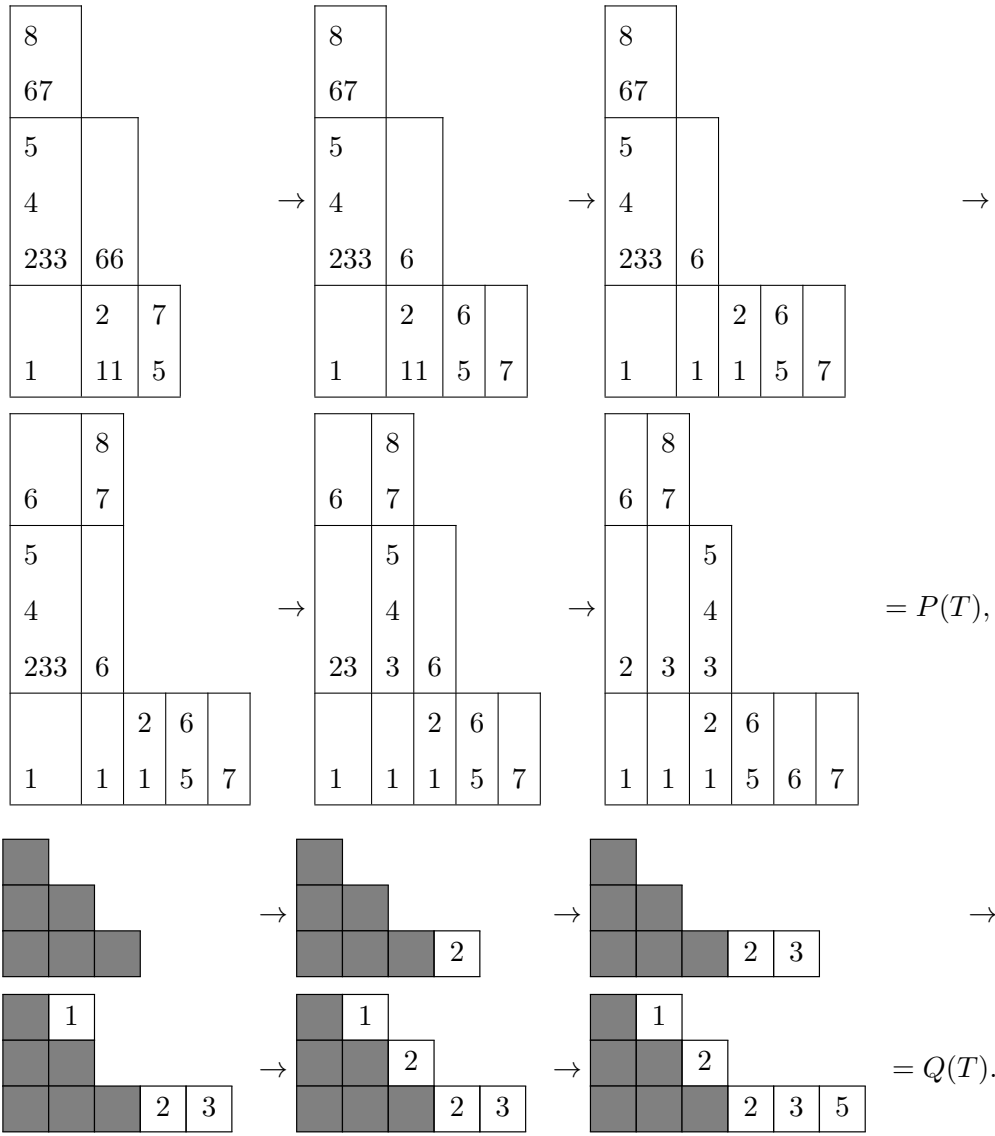 8 8 8
67 67 67
5 5 5
4 → 4 → 4 →
233 66 233 6 233 6
2 7 2 6 2 6
1 11 5 1 11 5 7 1 1 1 5 7
8 8 8
6 7 6 7 6 7
5 5 5
4 → 4 → 4 = P(T),
233 6 23 3 6 2 3 3
2 6 2 6 2 6
1 1 1 5 7 1 1 1 5 7 1 1 1 5 6 7
→ → →
2 2 3
1 1 1
→ 2 → 2 = Q(T).
2 3 2 3 2 3 5